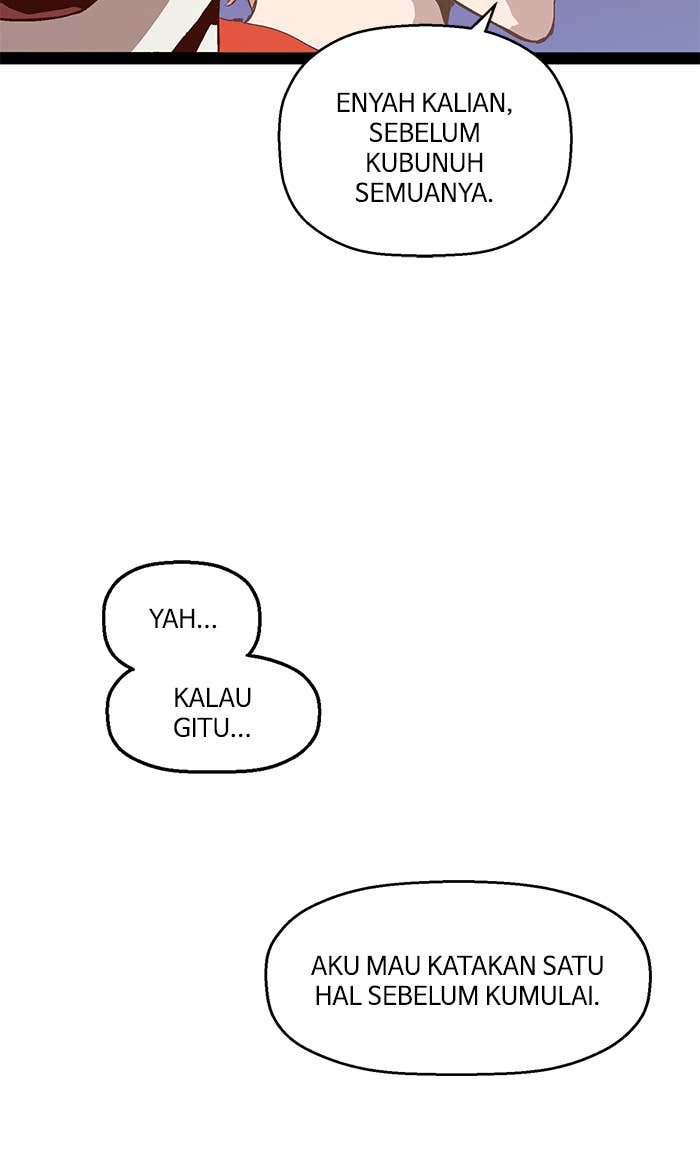 ENYAH KALIAN,
SEBELUM
KUBUNUH
SEMUANYA.
YAH...
KALAU
GITU...
AKU MAU KATAKAN SATU
HAL SEBELUM KUMULAI.